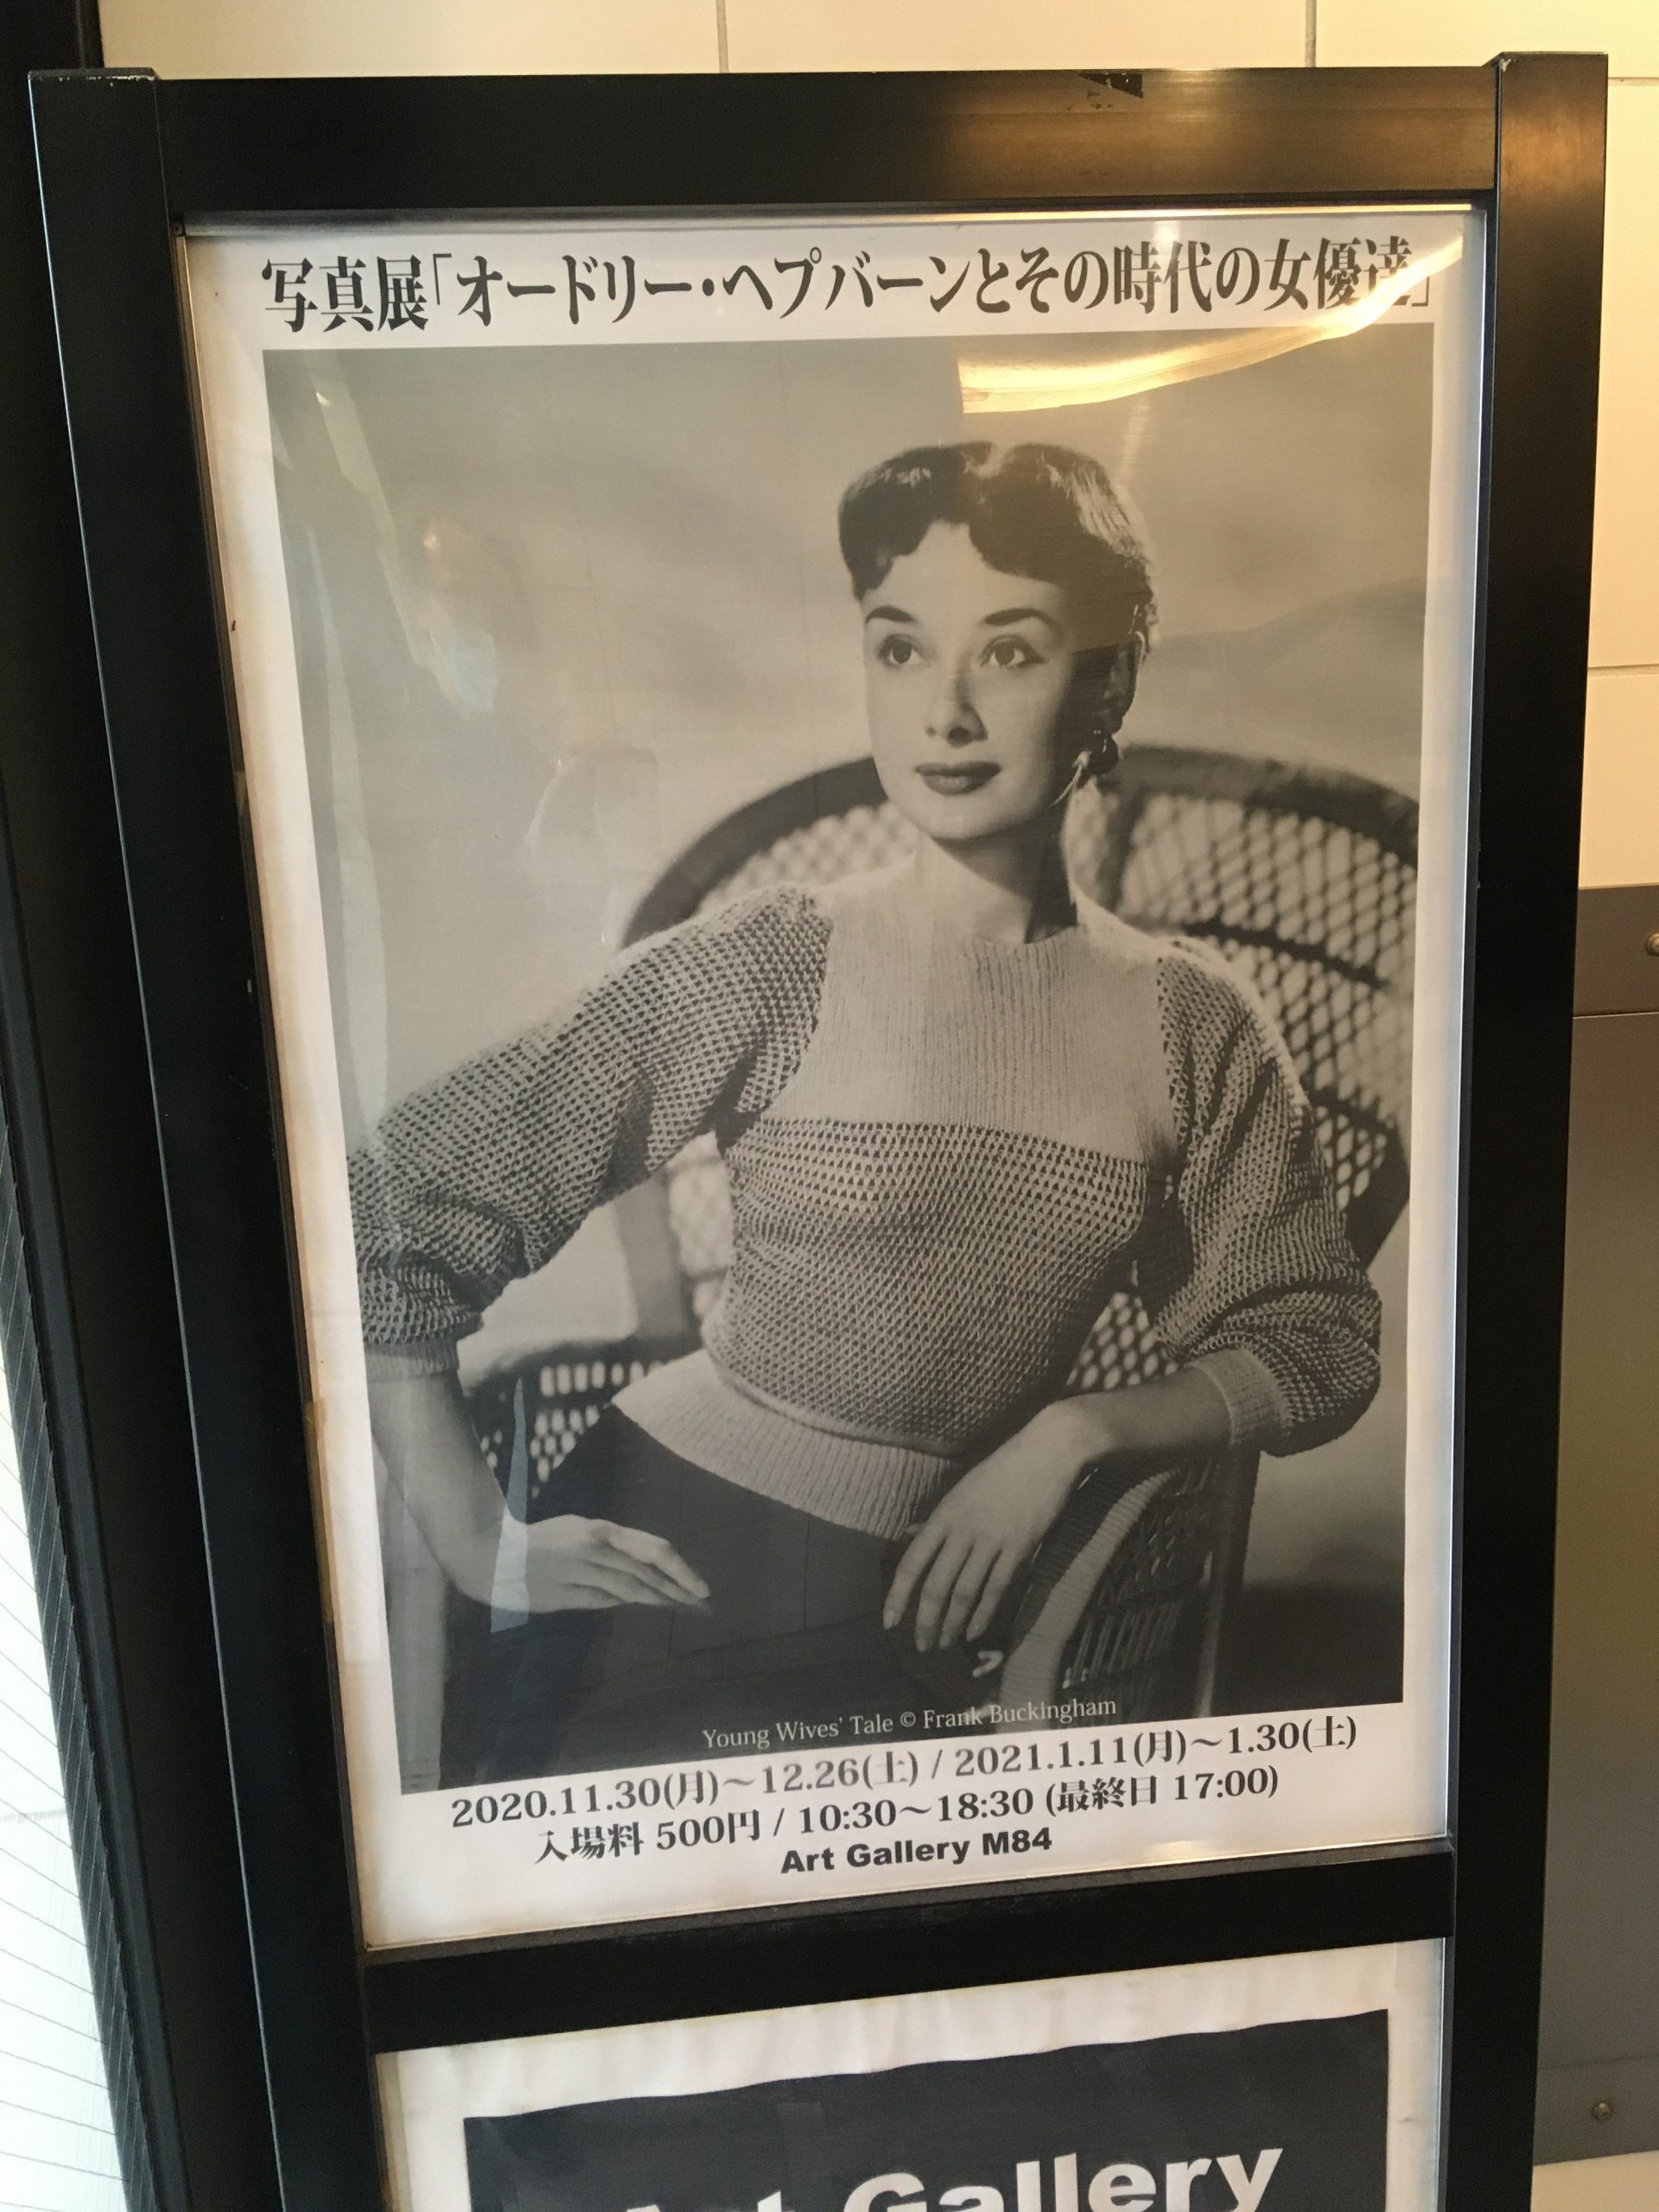 写真展「オードリー・ヘプバーンとその時代の女優達」
Young Wives' Tale © Frank Buckingham
2020.11.30(月)～12.26(土) / 2021.1.11(月)～1.30(土)
入場料 500円 / 10:30～18:30 (最終日 17:00)
Art Gallery M84
Art Gallery